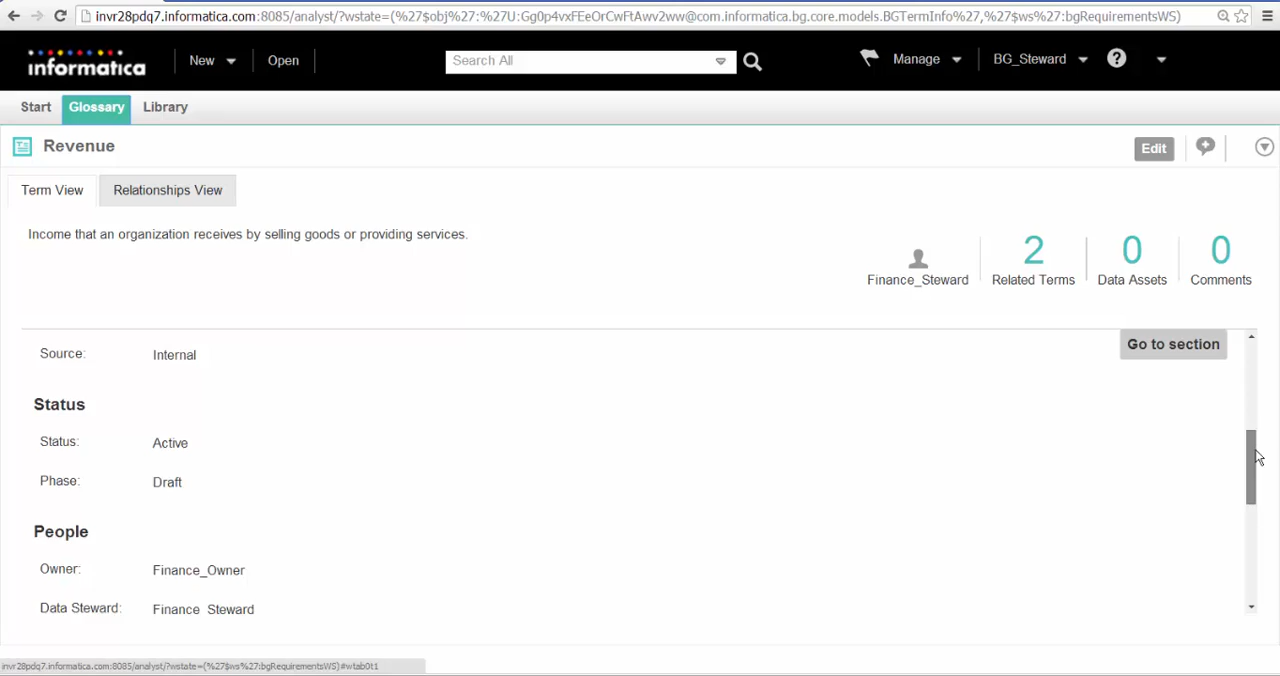 invr28pdq7.informatica.com:8085/analyst/?wstate=(%27$obj%27:%27U:Gg0p4vxFEeOrCwFtAwv2ww@com.informatica.bg.core.models.BGTermInfo%27,%27$ws%27:bgRequirementsWS)
informatica New Open Search All Manage BG_Steward ?
Start Glossary Library
Revenue Edit
Term View Relationships View
Income that an organization receives by selling goods or providing services.
2 0 0
Finance_Steward Related Terms Data Assets Comments
Go to section
Source: Internal
Status
Status: Active
Phase: Draft
People
Owner: Finance_Owner
Data Steward: Finance_Steward
invr28pdq7.informatica.com:8085/analyst/?wstate=(%27$ws%27:bgRequirementsWS)#wtab0t1